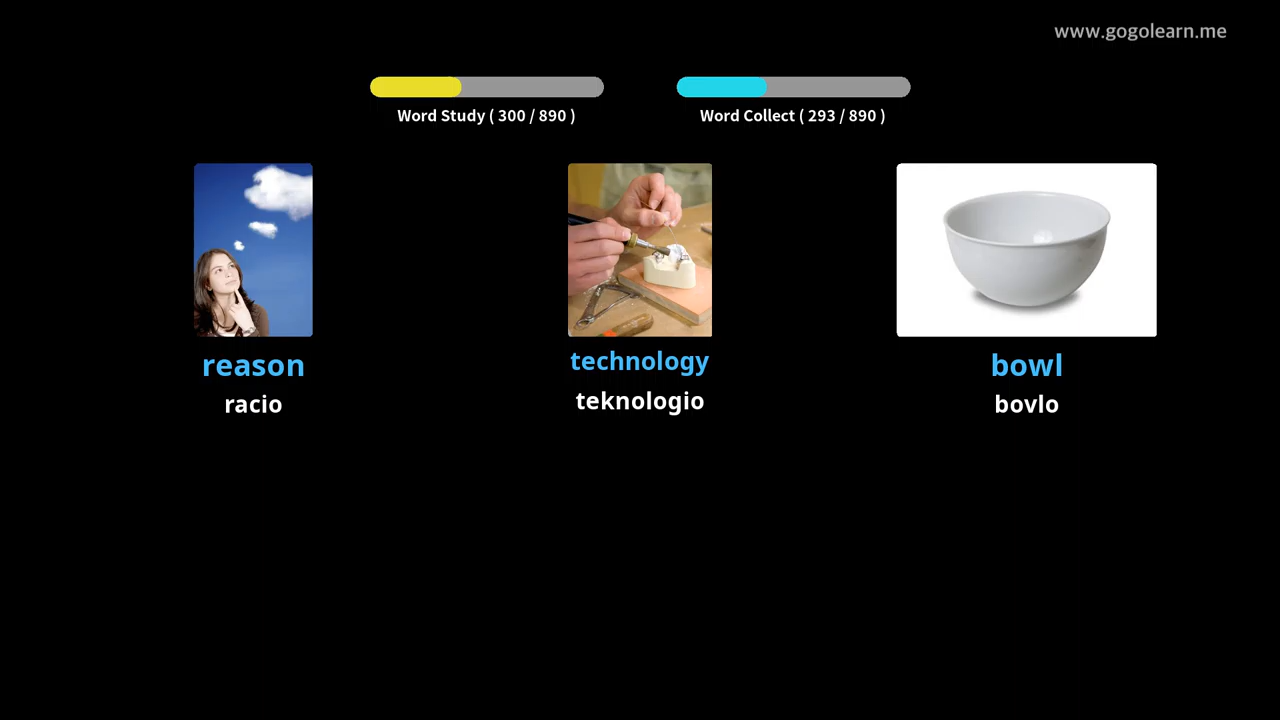 www.gogolearn.me
Word Study ( 300 / 890 )
Word Collect ( 293 / 890 )
reason
racio
technology
teknologio
bowl
bovlo